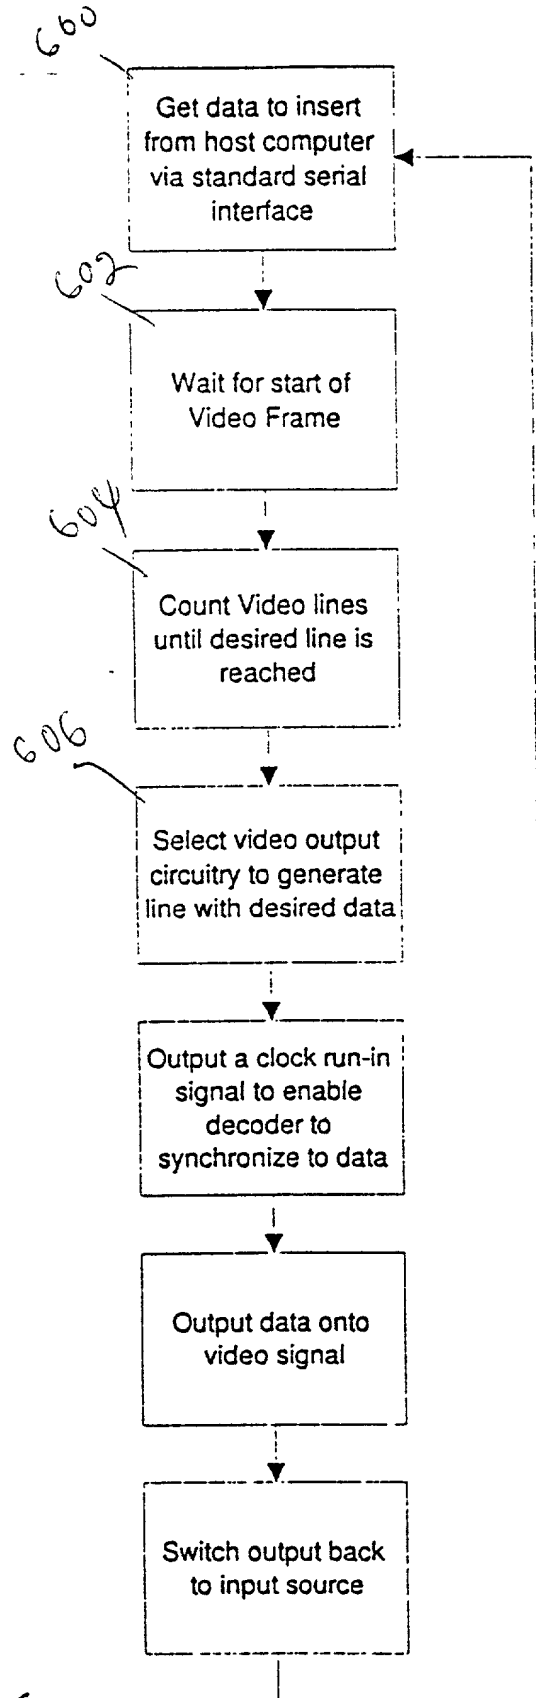 600
Get data to insert
from host computer
via standard serial
interface
602
Wait for start of
Video Frame
604
Count Video lines
until desired line is
reached
606
Select video output
circuitry to generate
line with desired data
Output a clock run-in
signal to enable
decoder to
synchronize to data
Output data onto
video signal
Switch output back
to input source